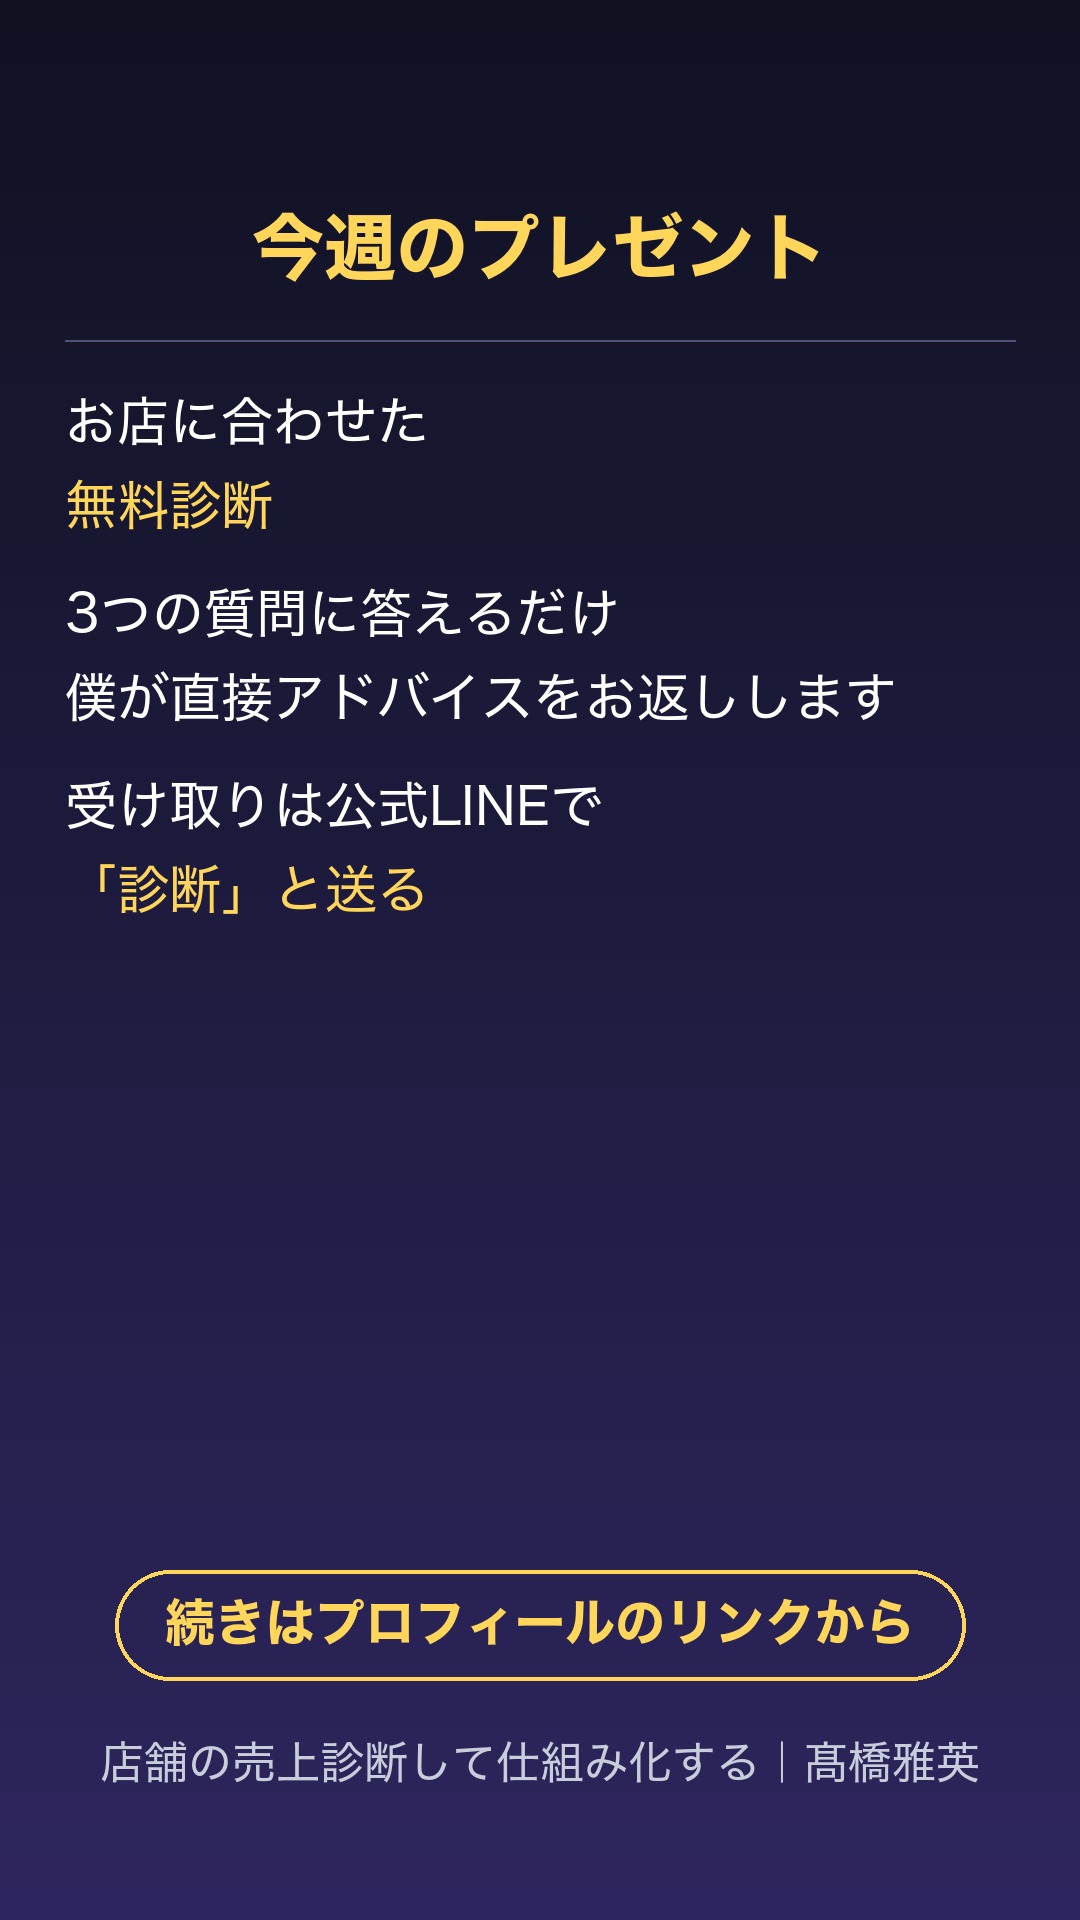 今週のプレゼント
お店に合わせた
無料診断
3つの質問に答えるだけ
僕が直接アドバイスをお返しします
受け取りは公式LINEで
「診断」と送る
続きはプロフィールのリンクから
店舗の売上診断して仕組み化する｜髙橋雅英